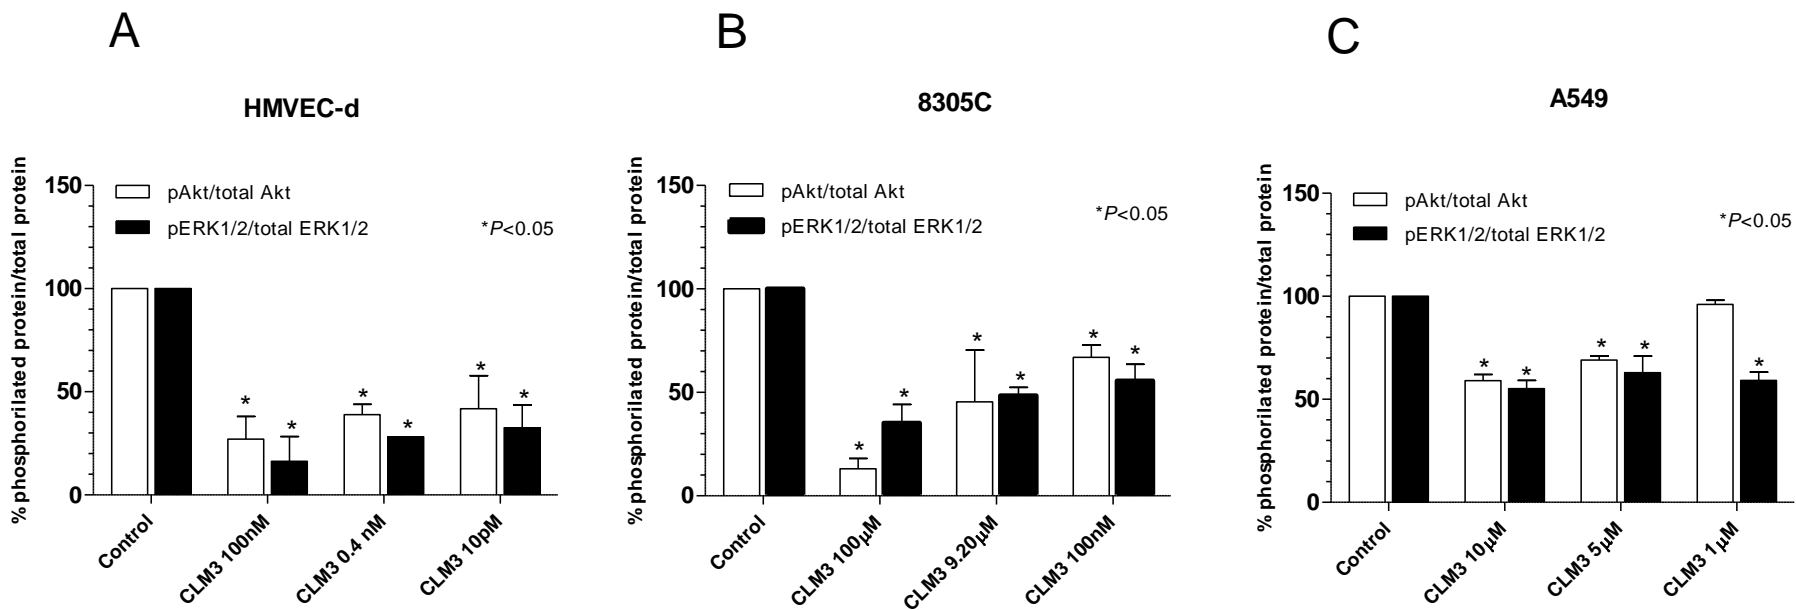 A
HMVEC-d
% phosphorilated protein/total protein
150
100
50
0
pAkt/total Akt
pERK1/2/total ERK1/2
*P<0.05
*
*
*
*
*
*
Control
CLM3 100nM
CLM3 0.4 nM
CLM3 10pM
B
8305C
% phosphorilated protein/total protein
150
100
50
0
pAkt/total Akt
pERK1/2/total ERK1/2
*P<0.05
*
*
*
*
*
*
Control
CLM3 100µM
CLM3 9.20µM
CLM3 100nM
C
A549
% phosphorilated protein/total protein
150
100
50
0
pAkt/total Akt
pERK1/2/total ERK1/2
*P<0.05
*
*
*
*
*
Control
CLM3 10µM
CLM3 5µM
CLM3 1µM